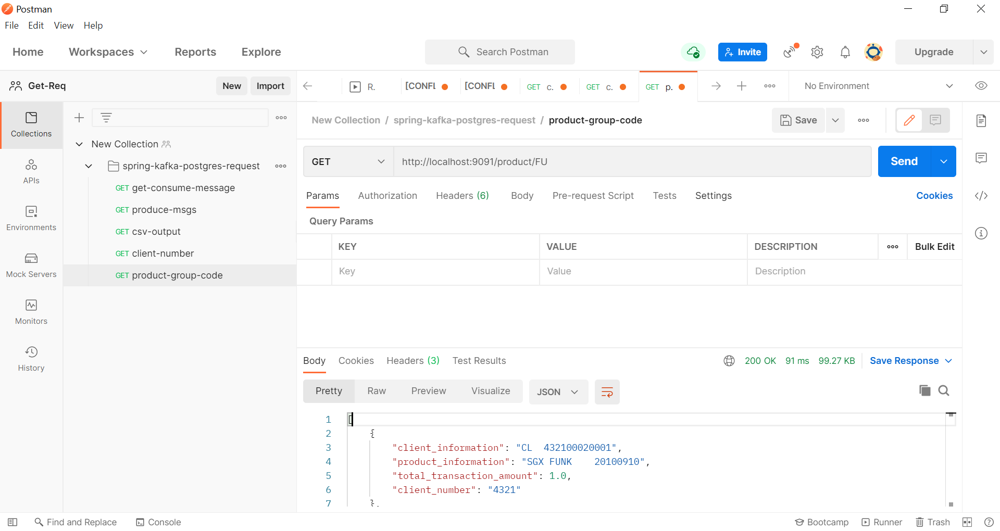 Postman
File Edit View Help
Home Workspaces Reports Explore Search Postman Invite Upgrade
Get-Req New Import R. [CONFL [CONFL GET c. GET c. GET p. No Environment
Collections
APIs
Environments
Mock Servers
Monitors
History
New Collection
spring-kafka-postgres-request
GET get-consume-message
GET produce-msgs
GET csv-output
GET client-number
GET product-group-code
New Collection / spring-kafka-postgres-request / product-group-code Save
GET http://localhost:9091/product/FU Send
Params Authorization Headers (6) Body Pre-request Script Tests Settings Cookies
Query Params
KEY VALUE DESCRIPTION Bulk Edit
Key Value Description
Body Cookies Headers (3) Test Results 200 OK 91 ms 99.27 KB Save Response
Pretty Raw Preview Visualize JSON
1 [
2 {
3 "client_information": "CL  432100020001",
4 "product_information": "SGX FUNK    20100910",
5 "total_transaction_amount": 1.0,
6 "client_number": "4321"
7 },
Find and Replace Console Bootcamp Runner Trash